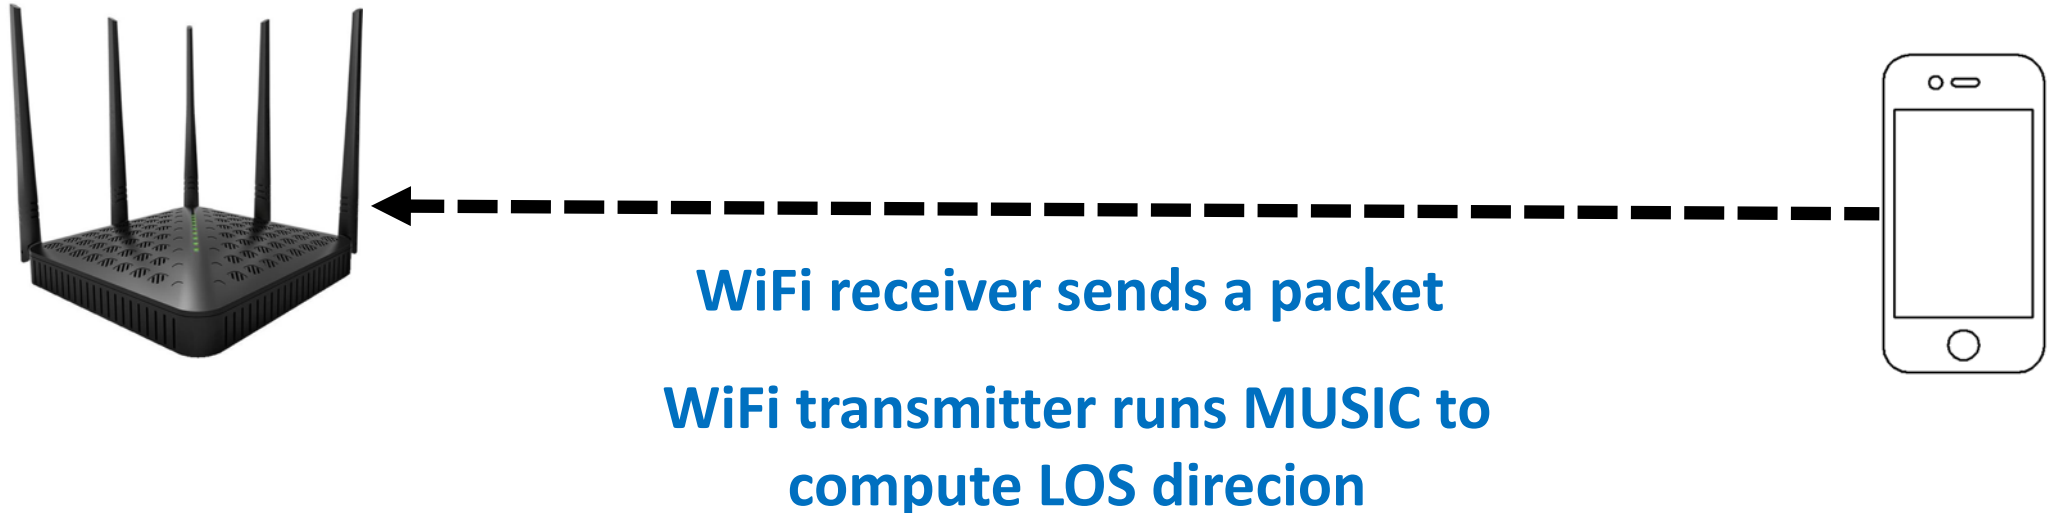 WiFi receiver sends a packet
WiFi transmitter runs MUSIC to
compute LOS direcion